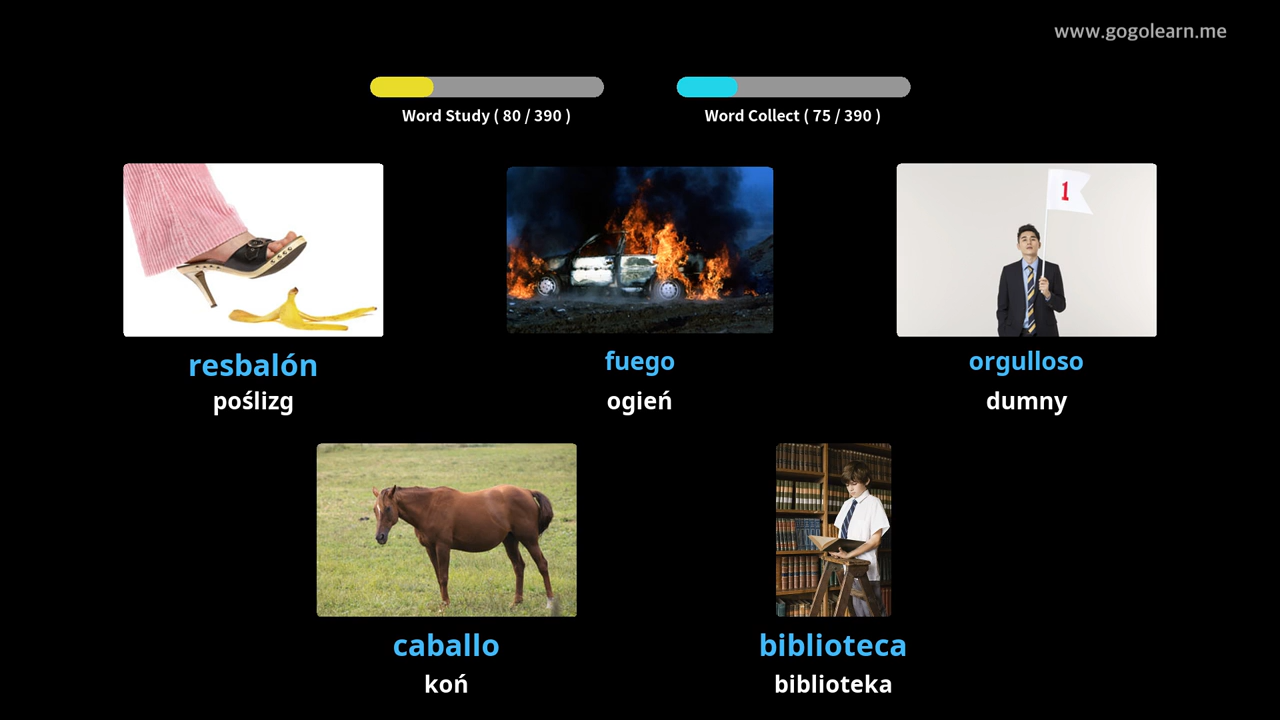 www.gogolearn.me
Word Study ( 80 / 390 )
Word Collect ( 75 / 390 )
1
resbalón
poślizg
fuego
ogień
orgulloso
dumny
caballo
koń
biblioteca
biblioteka